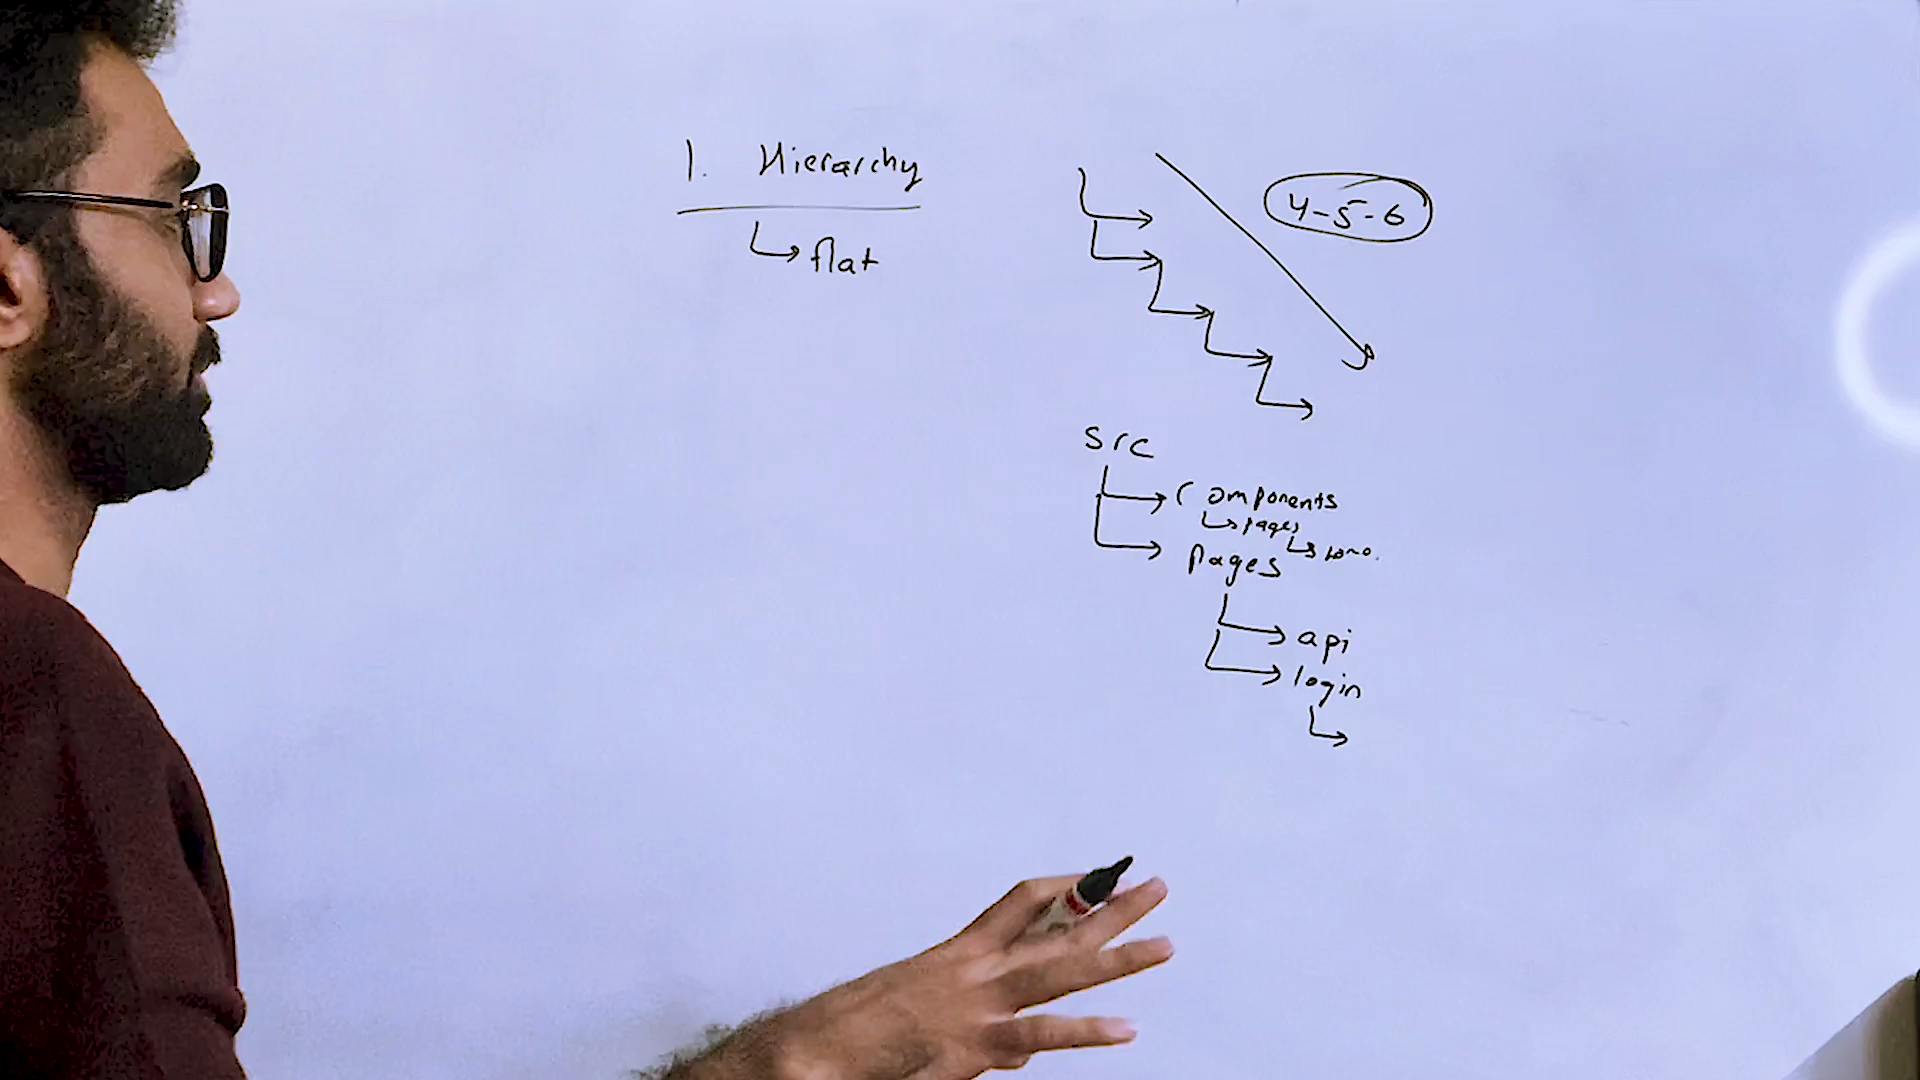 1. Hierarchy
↳ flat
4-5-6
src
Components
↳ pages
pages
api
login